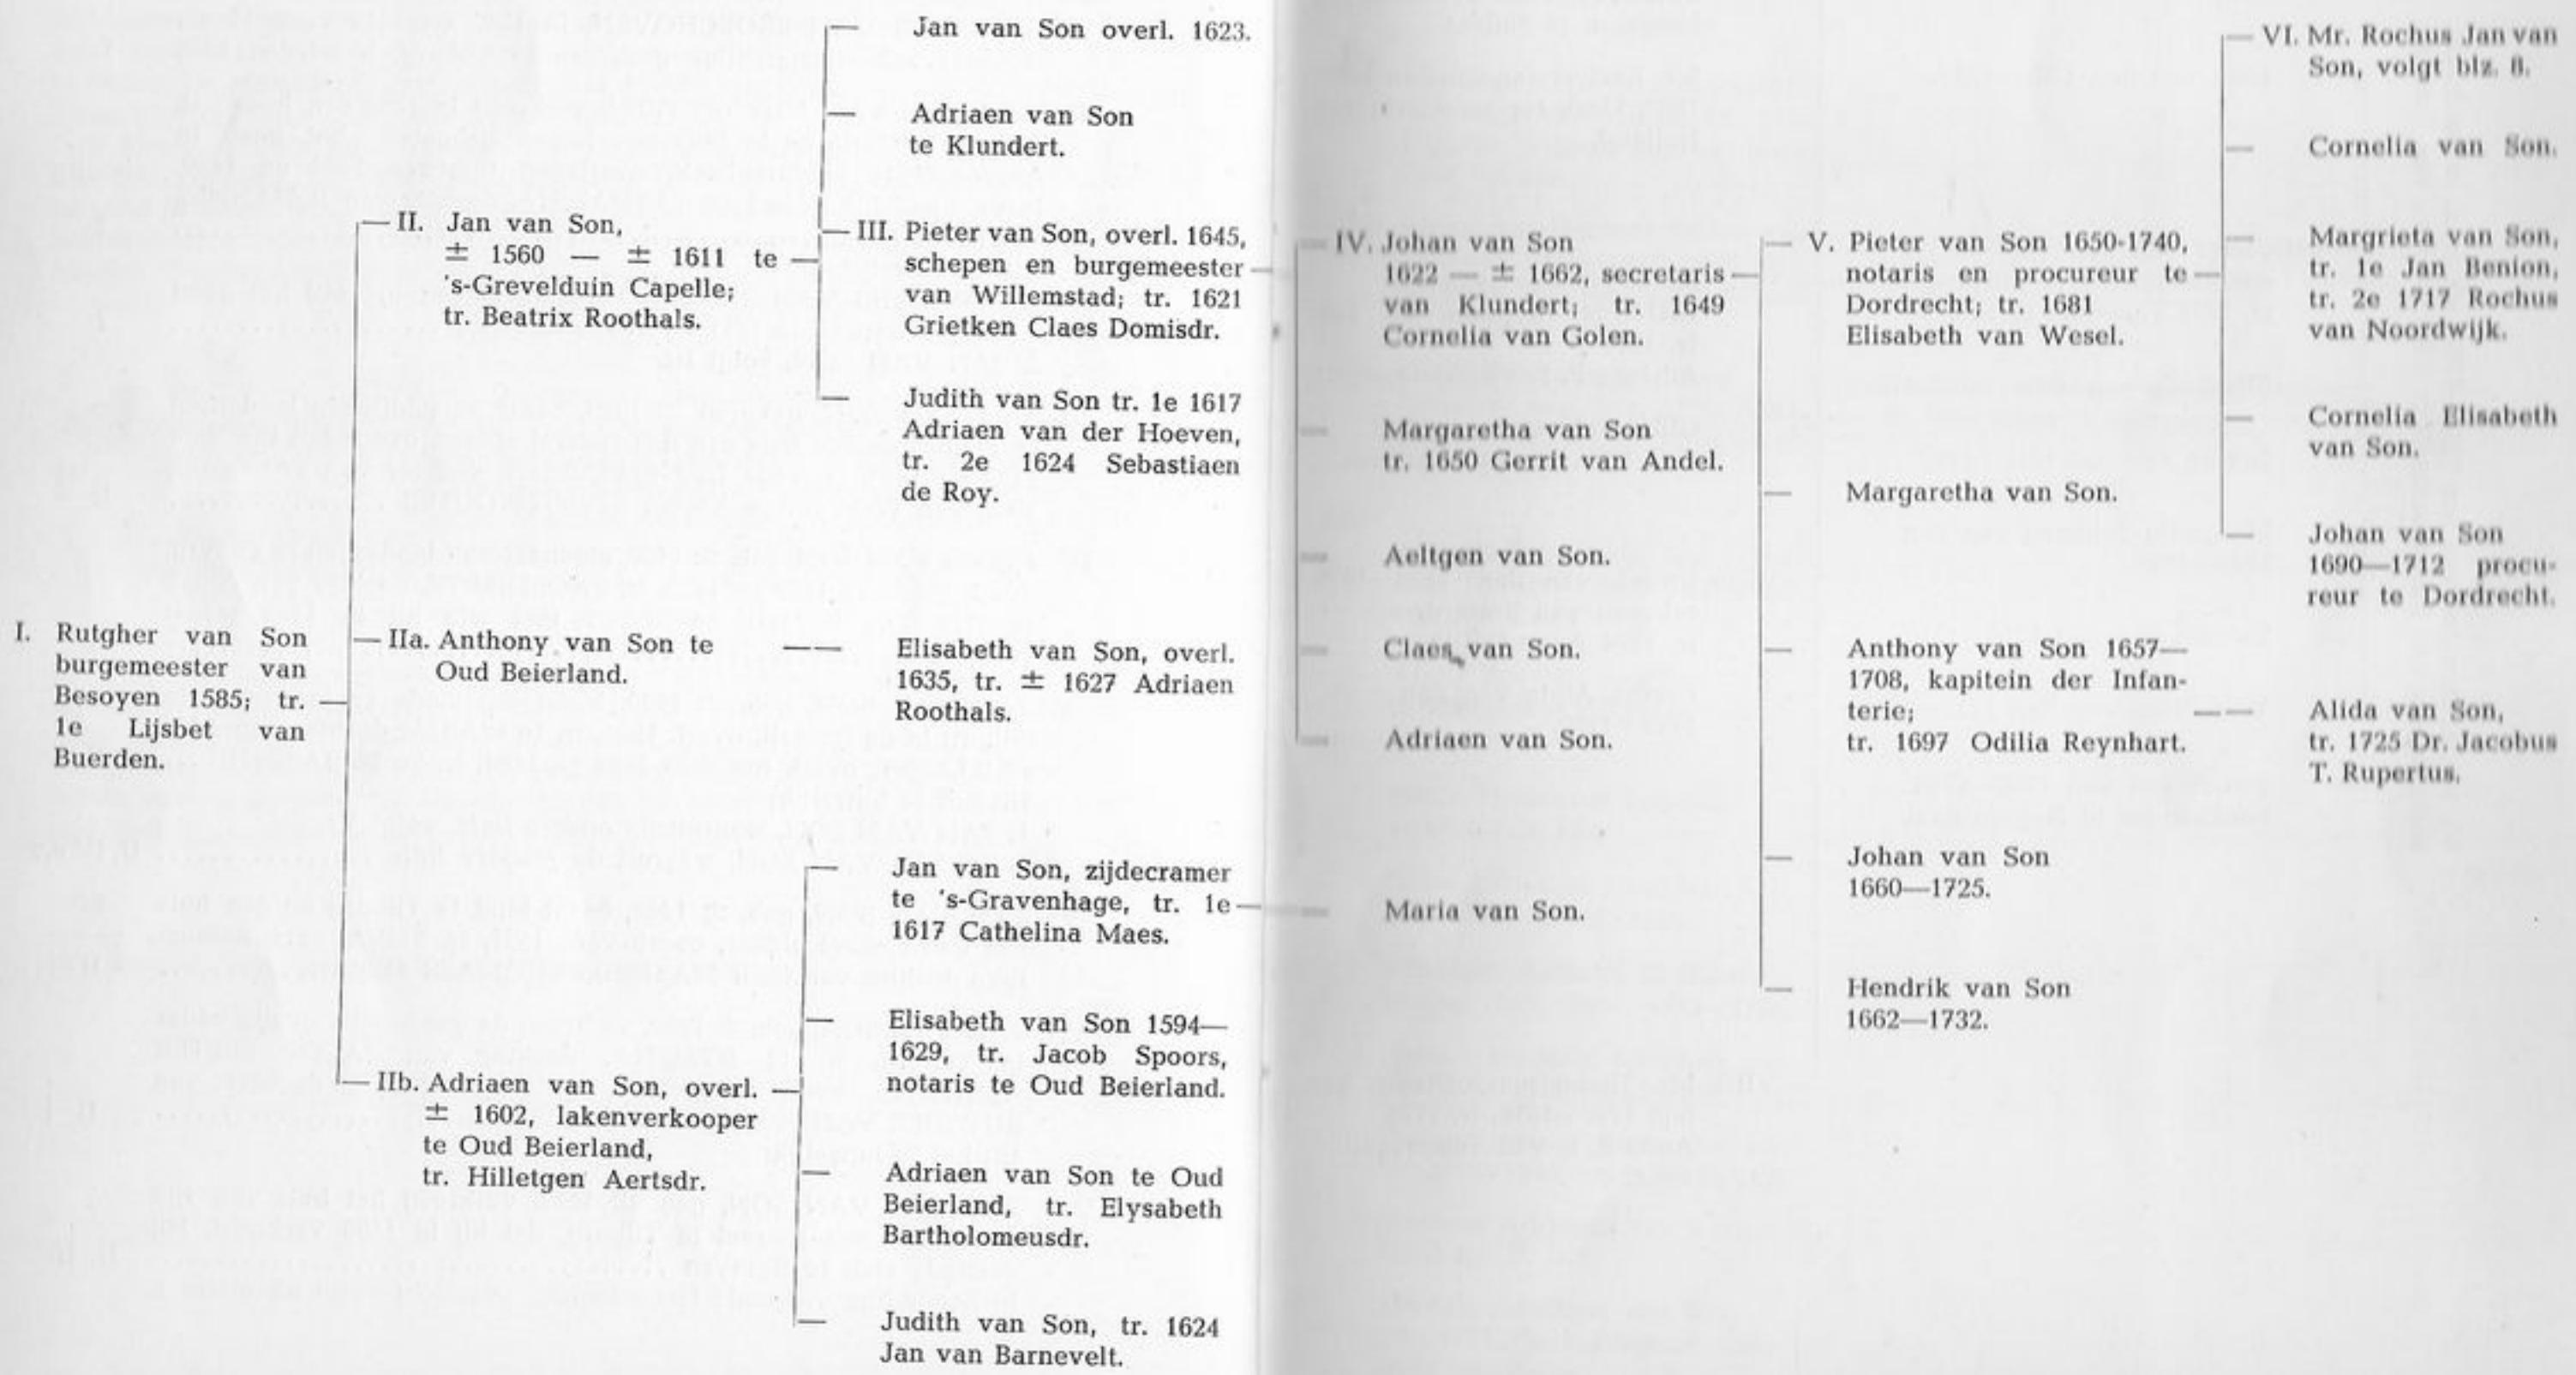 I. Rutgher van Son
burgemeester van
Besoyen 1585; tr.
1e Lijsbet van
Buerden.
II. Jan van Son,
± 1560 — ± 1611 te
's-Grevelduin Capelle;
tr. Beatrix Roothals.
IIa. Anthony van Son te
Oud Beierland.
IIb. Adriaen van Son, overl.
± 1602, lakenverkooper
te Oud Beierland,
tr. Hilletgen Aertsdr.
Jan van Son overl. 1623.
Adriaen van Son
te Klundert.
III. Pieter van Son, overl. 1645,
schepen en burgemeester
van Willemstad; tr. 1621
Grietken Claes Domisdr.
Judith van Son tr. 1e 1617
Adriaen van der Hoeven,
tr. 2e 1624 Sebastiaen
de Roy.
Elisabeth van Son, overl.
1635, tr. ± 1627 Adriaen
Roothals.
Jan van Son, zijdecramer
te 's-Gravenhage, tr. 1e
1617 Cathelina Maes.
Elisabeth van Son 1594—
1629, tr. Jacob Spoors,
notaris te Oud Beierland.
Adriaen van Son te Oud
Beierland, tr. Elysabeth
Bartholomeusdr.
Judith van Son, tr. 1624
Jan van Barnevelt.
IV. Johan van Son
1622 — ± 1662, secretaris
van Klundert; tr. 1649
Cornelia van Golen.
Margaretha van Son
tr. 1650 Gerrit van Andel.
Aeltgen van Son.
Claes van Son.
Adriaen van Son.
Maria van Son.
V. Pieter van Son 1650-1740,
notaris en procureur te
Dordrecht; tr. 1681
Elisabeth van Wesel.
Margaretha van Son.
Anthony van Son 1657—
1708, kapitein der Infan-
terie;
tr. 1697 Odilia Reynhart.
Johan van Son
1660—1725.
Hendrik van Son
1662—1732.
VI. Mr. Rochus Jan van
Son, volgt blz. 8.
Cornelia van Son.
Margrieta van Son,
tr. 1e Jan Benion,
tr. 2e 1717 Rochus
van Noordwijk.
Cornelia Elisabeth
van Son.
Johan van Son
1690—1712 procu-
reur te Dordrecht.
Alida van Son,
tr. 1725 Dr. Jacobus
T. Rupertus.